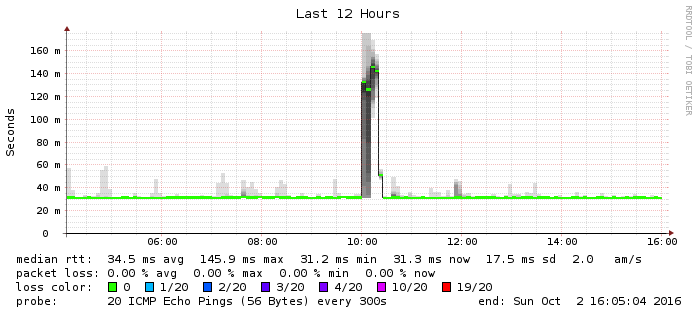 Last 12 Hours
RRDTOOL / TOBI OETIKER
Seconds
160 m
140 m
120 m
100 m
80 m
60 m
40 m
20 m
0
06:00 08:00 10:00 12:00 14:00 16:00
median rtt: 34.5 ms avg 145.9 ms max 31.2 ms min 31.3 ms now 17.5 ms sd 2.0 am/s
packet loss: 0.00 % avg 0.00 % max 0.00 % min 0.00 % now
loss color: 0 1/20 2/20 3/20 4/20 10/20 19/20
probe: 20 ICMP Echo Pings (56 Bytes) every 300s end: Sun Oct 2 16:05:04 2016